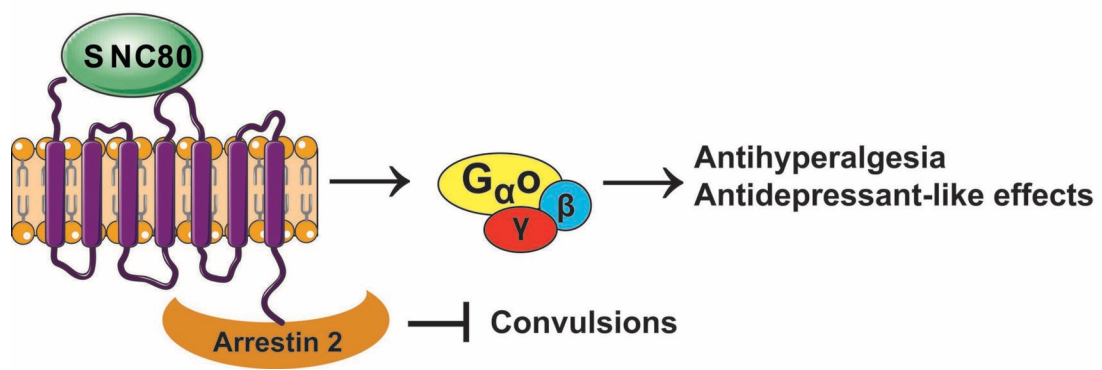 SNC80
Gαo
β
γ
Antihyperalgesia
Antidepressant-like effects
Arrestin 2
Convulsions